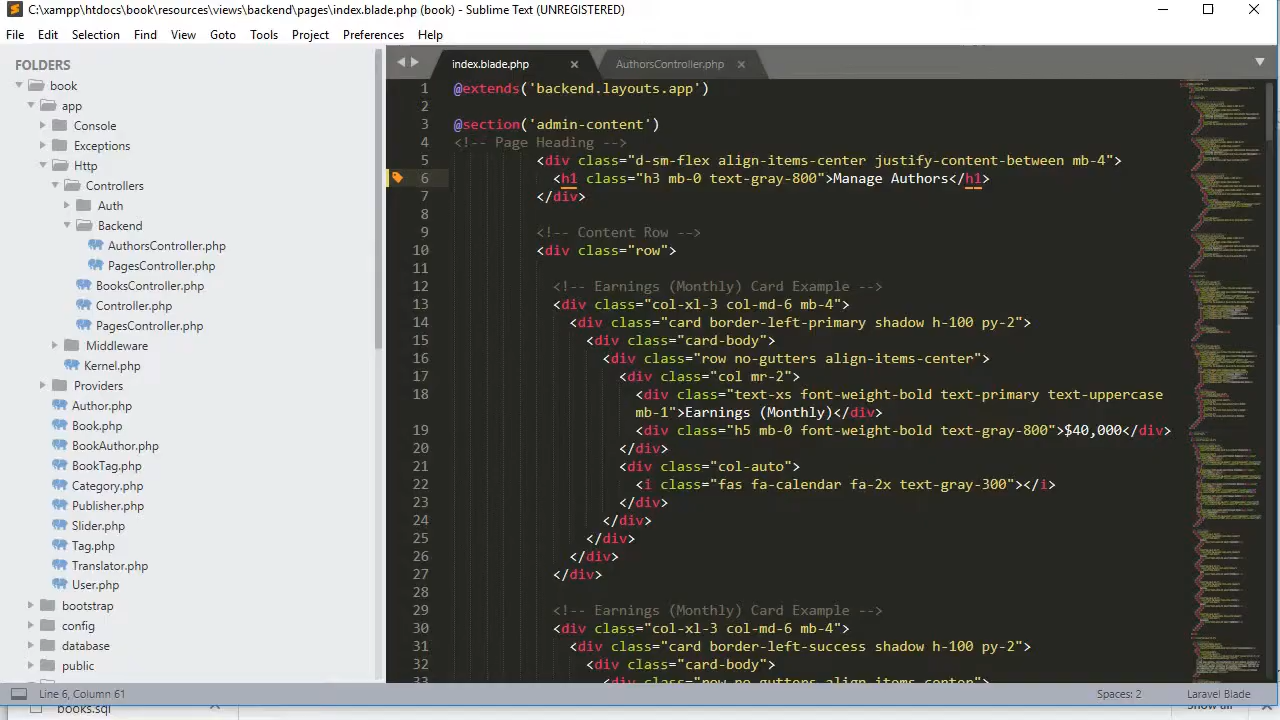 C:\xampp\htdocs\book\resources\views\backend\pages\index.blade.php (book) - Sublime Text (UNREGISTERED)
File Edit Selection Find View Goto Tools Project Preferences Help
FOLDERS
book
app
Console
Exceptions
Http
Controllers
Auth
Backend
AuthorsController.php
PagesController.php
BooksController.php
Controller.php
PagesController.php
Middleware
Kernel.php
Providers
Author.php
Book.php
BookAuthor.php
BookTag.php
Category.php
Publisher.php
Slider.php
Tag.php
Translator.php
User.php
bootstrap
config
database
public
index.blade.php
AuthorsController.php
1 @extends('backend.layouts.app')
2
3 @section('admin-content')
4 <!-- Page Heading -->
5 <div class="d-sm-flex align-items-center justify-content-between mb-4">
6 <h1 class="h3 mb-0 text-gray-800">Manage Authors</h1>
7 </div>
8
9 <!-- Content Row -->
10 <div class="row">
11
12 <!-- Earnings (Monthly) Card Example -->
13 <div class="col-xl-3 col-md-6 mb-4">
14 <div class="card border-left-primary shadow h-100 py-2">
15 <div class="card-body">
16 <div class="row no-gutters align-items-center">
17 <div class="col mr-2">
18 <div class="text-xs font-weight-bold text-primary text-uppercase
mb-1">Earnings (Monthly)</div>
19 <div class="h5 mb-0 font-weight-bold text-gray-800">$40,000</div>
20 </div>
21 <div class="col-auto">
22 <i class="fas fa-calendar fa-2x text-gray-300"></i>
23 </div>
24 </div>
25 </div>
26 </div>
27 </div>
28
29 <!-- Earnings (Monthly) Card Example -->
30 <div class="col-xl-3 col-md-6 mb-4">
31 <div class="card border-left-success shadow h-100 py-2">
32 <div class="card-body">
33 <div class="row no-gutters align-items-center">
Line 6, Column 61
Spaces: 2
Laravel Blade
books.sql
Show all